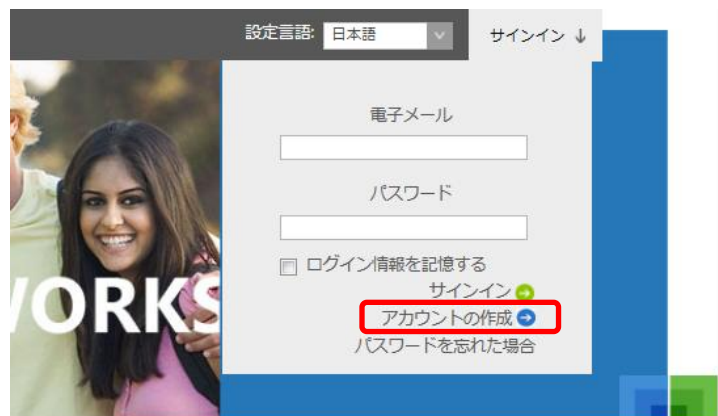 設定言語: 日本語
サインイン ↓
電子メール
パスワード
ログイン情報を記憶する
サインイン
アカウントの作成
パスワードを忘れた場合
ORKS